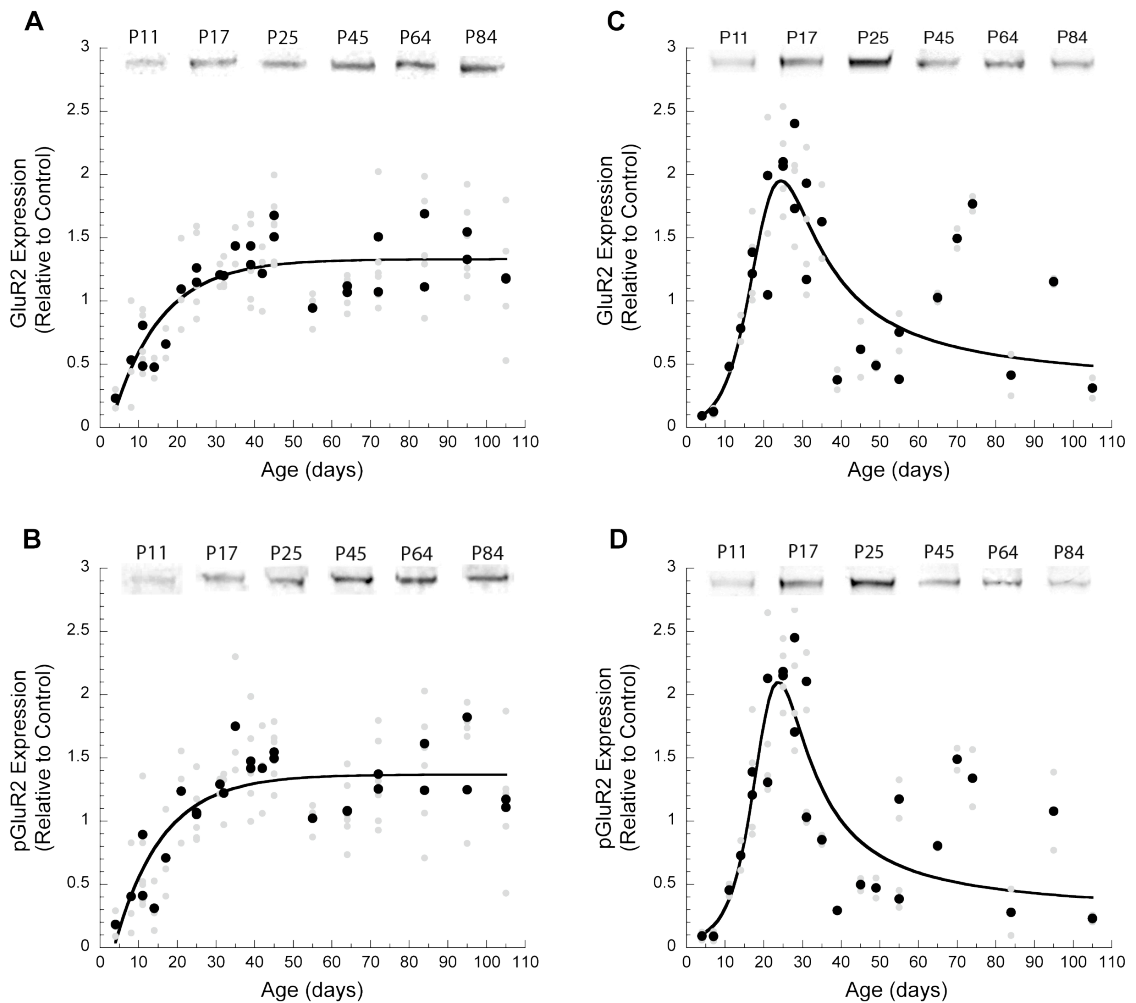 A
P11 P17 P25 P45 P64 P84
3
2.5
2
1.5
1
0.5
0
GluR2 Expression
(Relative to Control)
0 10 20 30 40 50 60 70 80 90 100 110
Age (days)
C
P11 P17 P25 P45 P64 P84
3
2.5
2
1.5
1
0.5
0
GluR2 Expression
(Relative to Control)
0 10 20 30 40 50 60 70 80 90 100 110
Age (days)
B
P11 P17 P25 P45 P64 P84
3
2.5
2
1.5
1
0.5
0
pGluR2 Expression
(Relative to Control)
0 10 20 30 40 50 60 70 80 90 100 110
Age (days)
D
P11 P17 P25 P45 P64 P84
3
2.5
2
1.5
1
0.5
0
pGluR2 Expression
(Relative to Control)
0 10 20 30 40 50 60 70 80 90 100 110
Age (days)